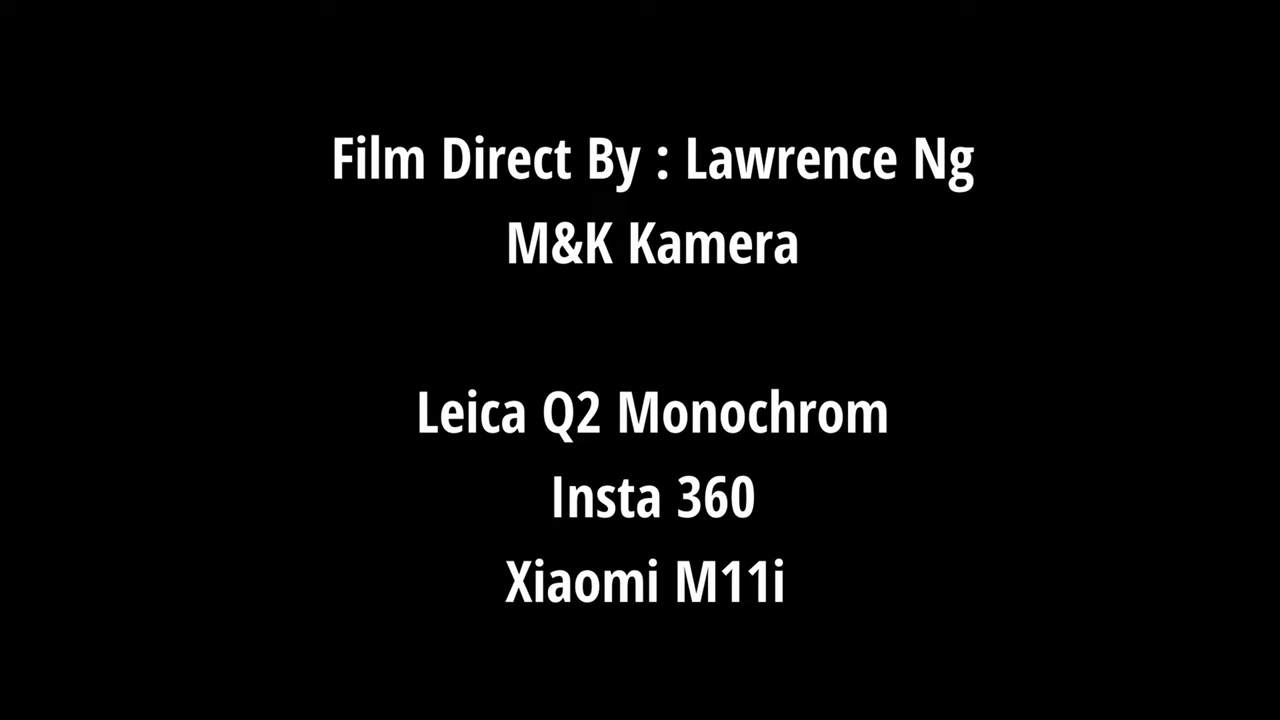 Film Direct By : Lawrence Ng
M&K Kamera
Leica Q2 Monochrom
Insta 360
Xiaomi M11i